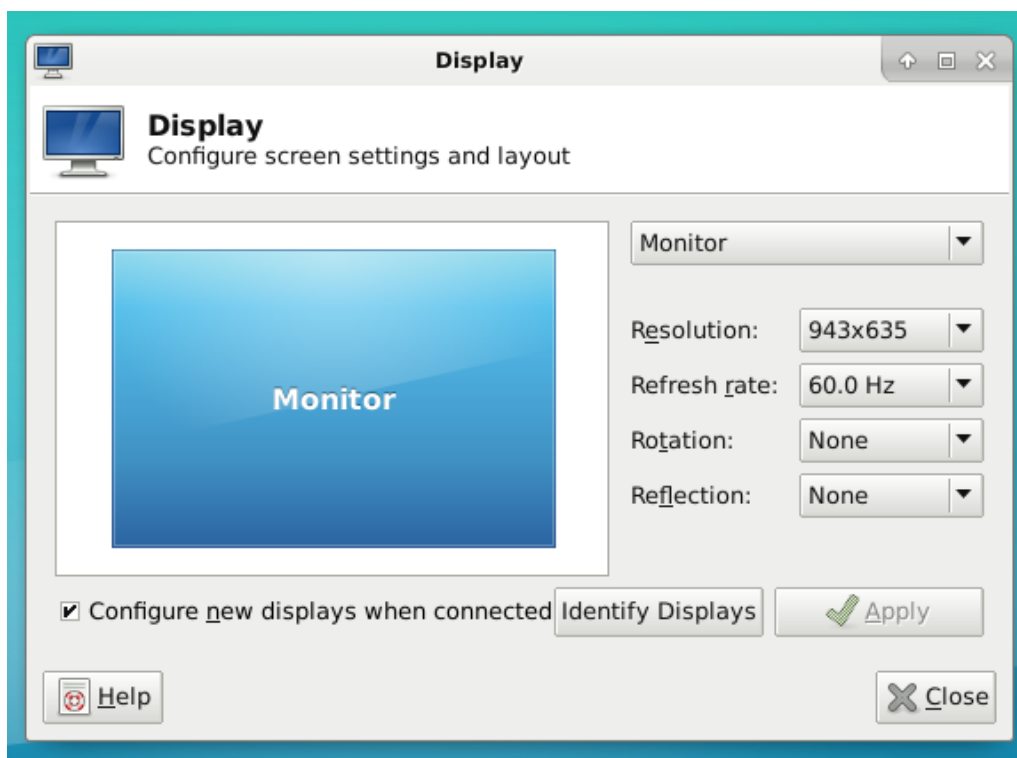 Display
Display
Configure screen settings and layout
Monitor
Monitor
Resolution: 943x635
Refresh rate: 60.0 Hz
Rotation: None
Reflection: None
Configure new displays when connected Identify Displays Apply
Help Close